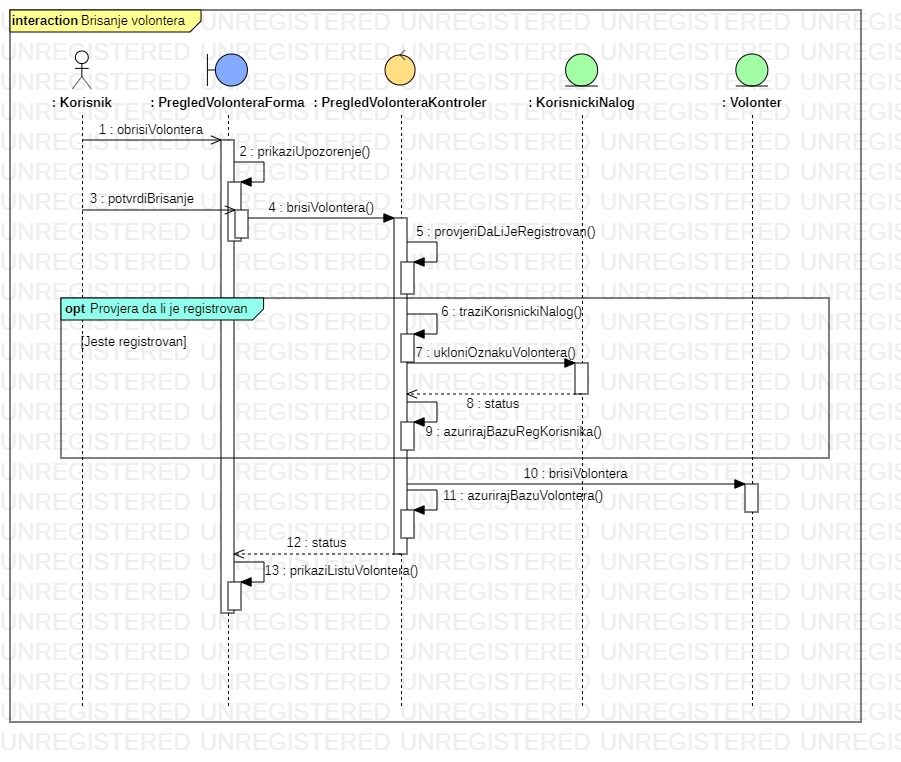 interaction Brisanje volontera
: Korisnik
: PregledVolonteraForma
: PregledVolonteraKontroler
: KorisnickiNalog
: Volonter
1 : obrisiVolontera
2 : prikaziUpozorenje()
3 : potvrdiBrisanje
4 : brisiVolontera()
5 : provjeriDaLiJeRegistrovan()
opt Provjera da li je registrovan
6 : traziKorisnickiNalog()
[Jeste registrovan]
7 : ukloniOznakuVolontera()
8 : status
9 : azurirajBazuRegKorisnika()
10 : brisiVolontera
11 : azurirajBazuVolontera()
12 : status
13 : prikaziListuVolontera()
UNREGISTERED UNREGISTERED UNREGISTERED UNREGISTERED UNREGIS